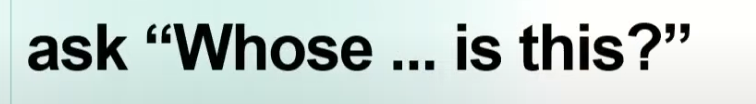 ask “Whose ... is this?”